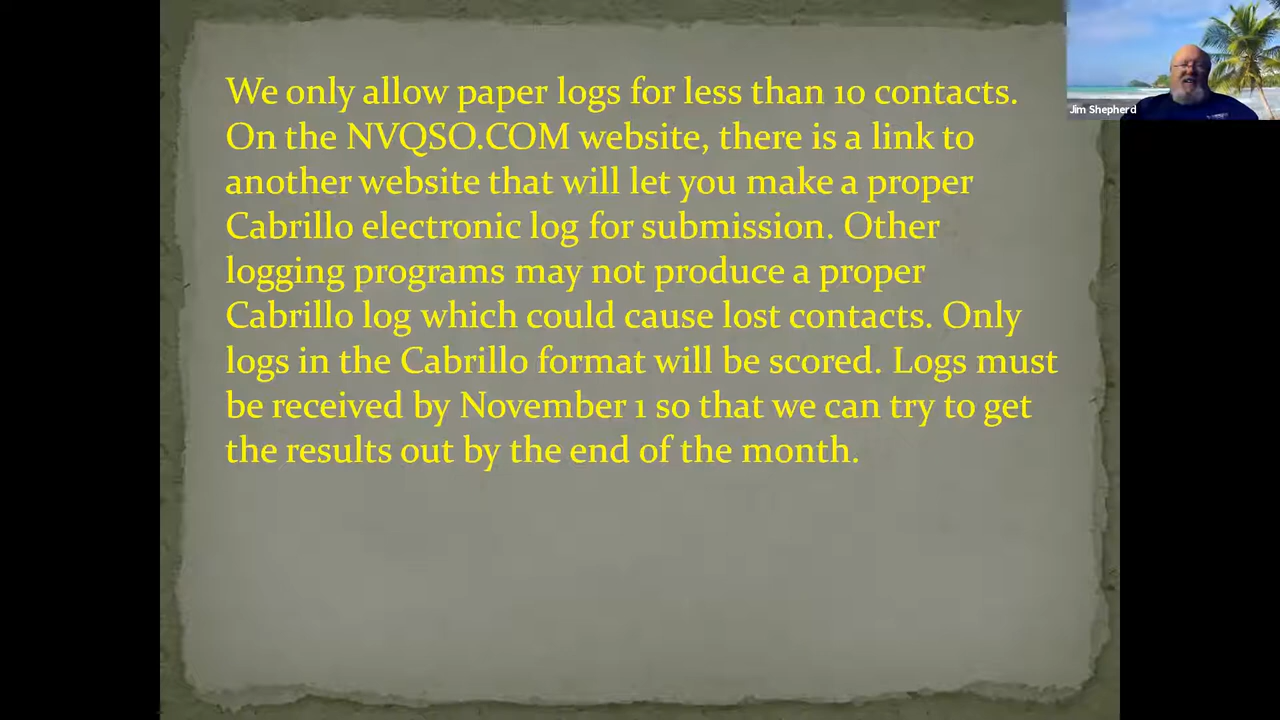 We only allow paper logs for less than 10 contacts.
On the NVQSO.COM website, there is a link to
another website that will let you make a proper
Cabrillo electronic log for submission. Other
logging programs may not produce a proper
Cabrillo log which could cause lost contacts. Only
logs in the Cabrillo format will be scored. Logs must
be received by November 1 so that we can try to get
the results out by the end of the month.
Jim Shepherd